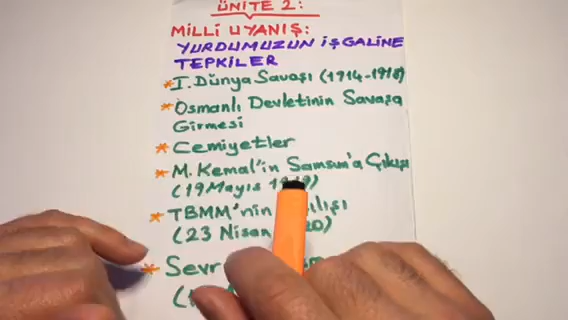 ÜNİTE 2:
MİLLİ UYANIŞ:
YURDUMUZUN İŞGALİNE
TEPKİLER
* I. Dünya Savaşı (1914-1918)
* Osmanlı Devletinin Savaşa
Girmesi
* Cemiyetler
* M. Kemal'in Samsun'a Çıkışı
(19 Mayıs
* TBMM'nin
(23 Nisan
*